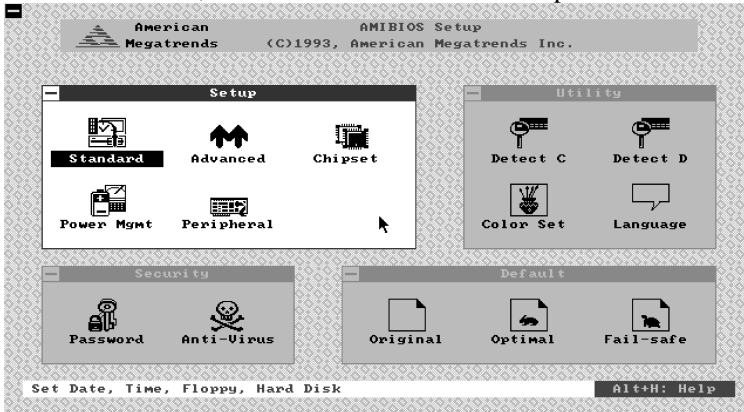 American
Megatrends
AMIBIOS Setup
(C)1993, American Megatrends Inc.
Setup
Standard
Advanced
Chipset
Power Mgmt
Peripheral
Utility
Detect C
Detect D
Color Set
Language
Security
Password
Anti-Virus
Default
Original
Optimal
Fail-safe
Set Date, Time, Floppy, Hard Disk
Alt+H: Help